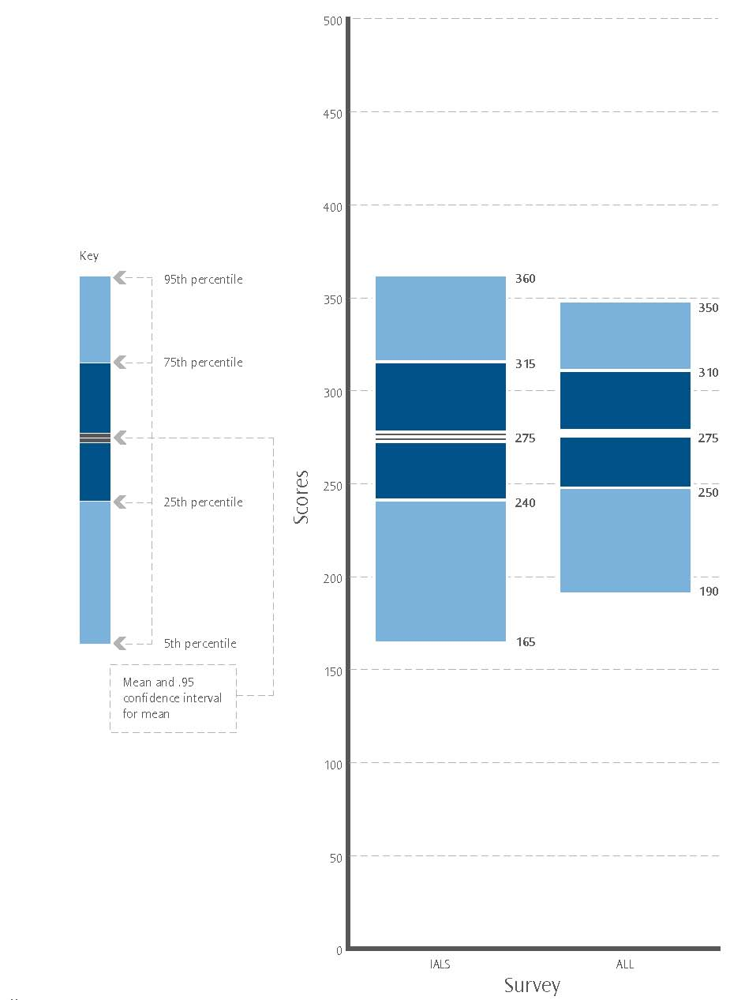 500
450
400
350
300
250
200
150
100
50
0
Scores
Key
95th percentile
75th percentile
25th percentile
5th percentile
Mean and .95
confidence interval
for mean
360
315
275
240
165
350
310
275
250
190
IALS
ALL
Survey